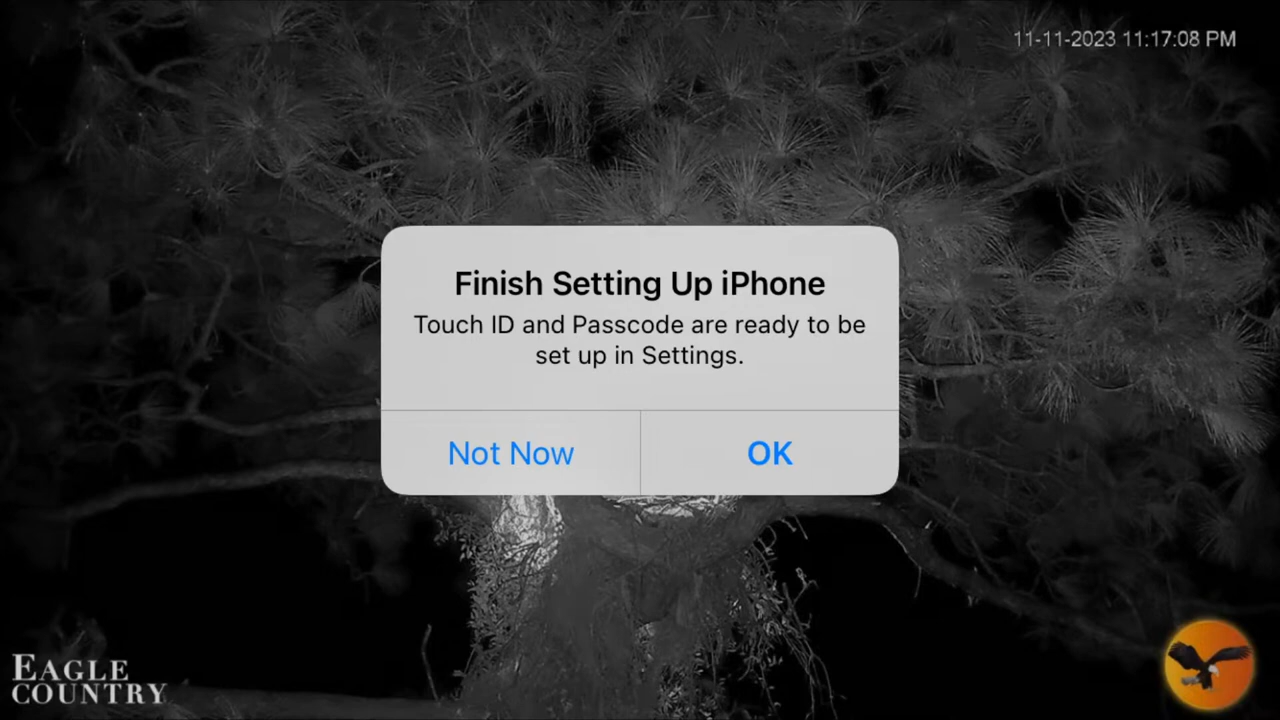 11-11-2023 11:17:08 PM
Finish Setting Up iPhone
Touch ID and Passcode are ready to be
set up in Settings.
Not Now
OK
EAGLE
COUNTRY